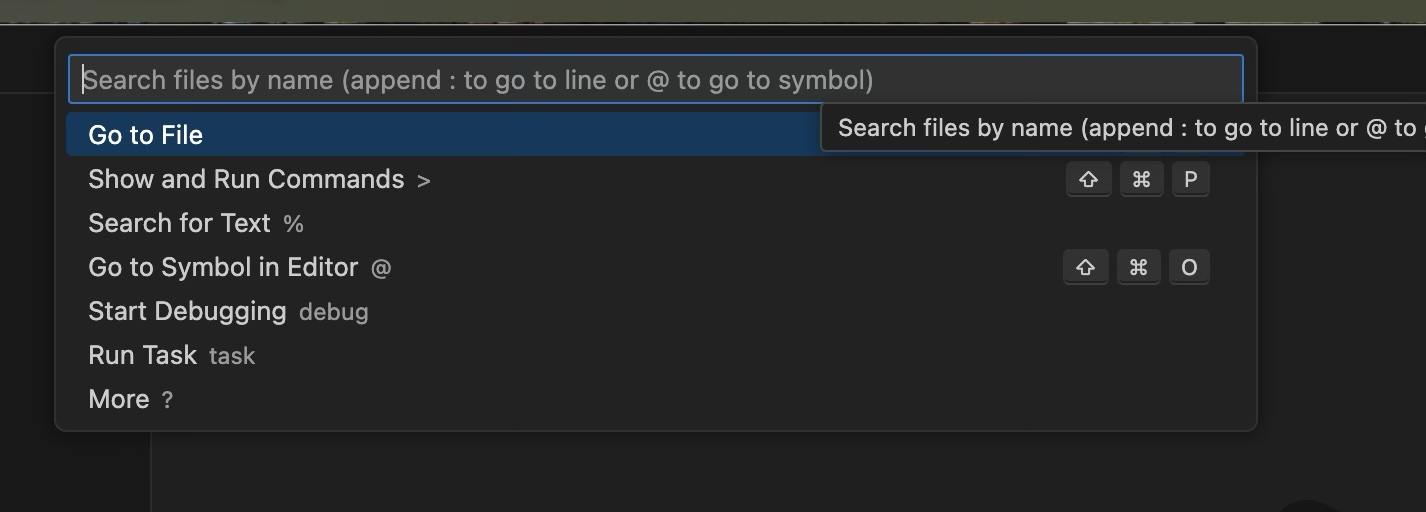 Search files by name (append : to go to line or @ to go to symbol)
Go to File
Search files by name (append : to go to line or @ to
Show and Run Commands > ⇧ ⌘ P
Search for Text %
Go to Symbol in Editor @ ⇧ ⌘ O
Start Debugging debug
Run Task task
More ?